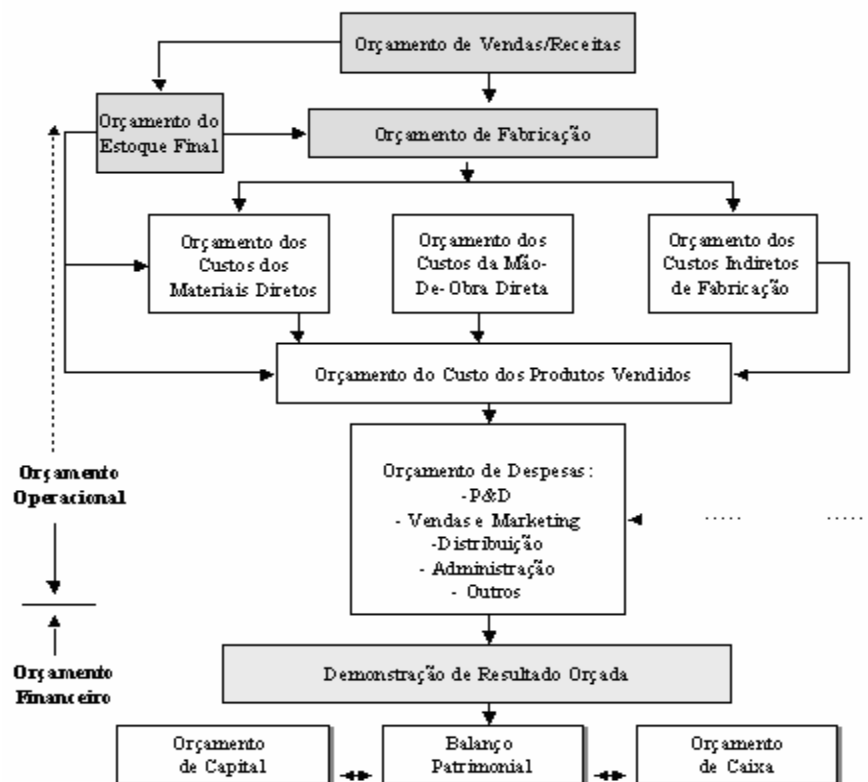 Orçamento de Vendas/Receitas
Orçamento do
Estoque Final
Orçamento de Fabricação
Orçamento dos
Custos dos
Materiais Diretos
Orçamento dos
Custos da Mão-
De-Obra Direta
Orçamento dos
Custos Indiretos
de Fabricação
Orçamento do Custo dos Produtos Vendidos
Orçamento
Operacional
Orçamento de Despesas:
-P&D
- Vendas e Marketing
-Distribuição
- Administração
- Outros
Orçamento
Financeiro
Demonstração de Resultado Orçada
Orçamento
de Capital
Balanço
Patrimonial
Orçamento
de Caixa